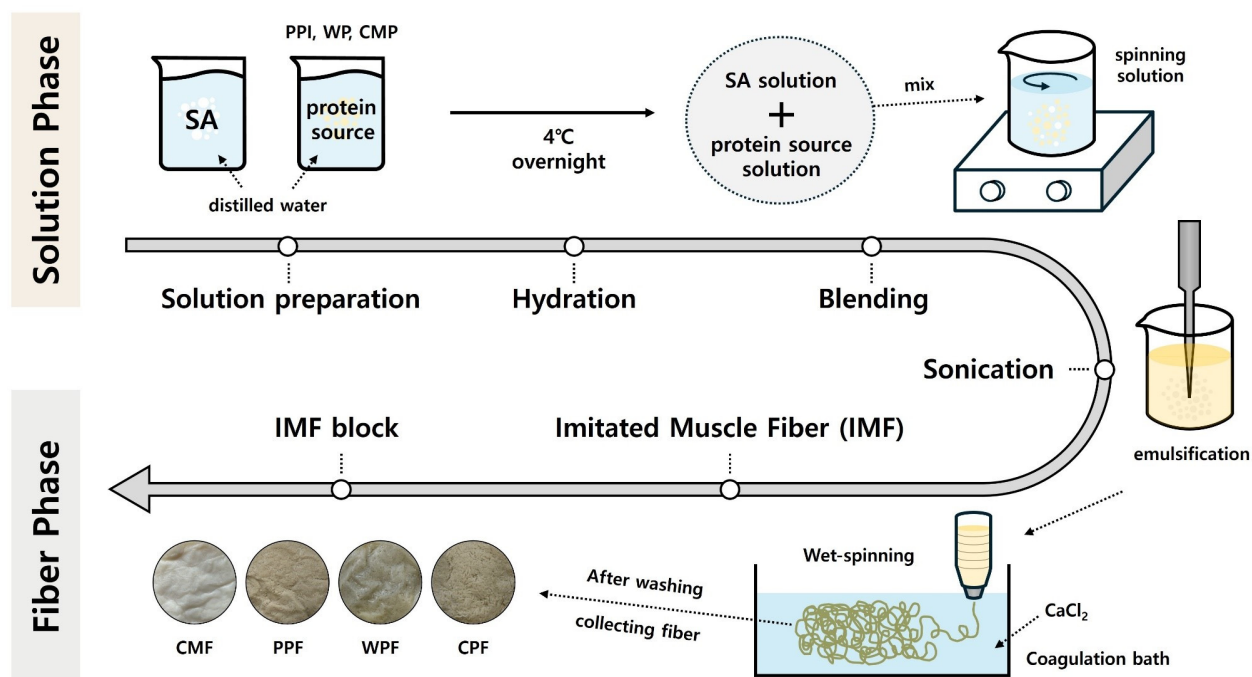 Solution Phase
PPI, WP, CMP
SA
protein
source
distilled water
4℃
overnight
SA solution
+
protein source
solution
mix
spinning
solution
Solution preparation
Hydration
Blending
Sonication
emulsification
Fiber Phase
IMF block
Imitated Muscle Fiber (IMF)
Wet-spinning
After washing
collecting fiber
CaCl₂
Coagulation bath
CMF
PPF
WPF
CPF